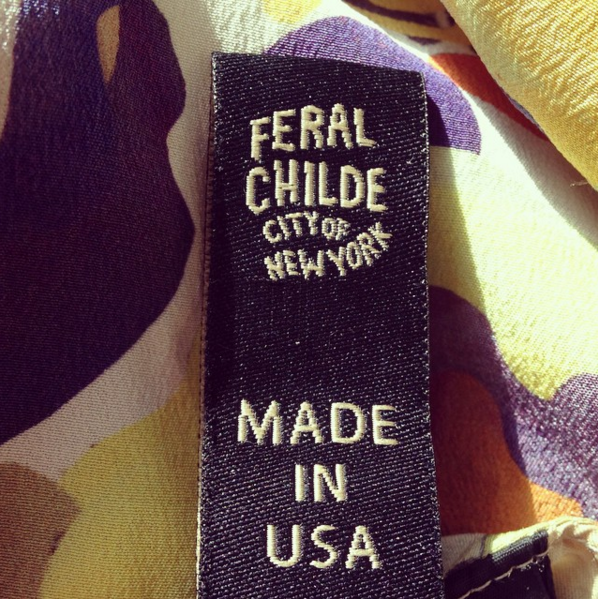 FERAL
CHILDE
CITY OF
NEW YORK
MADE
IN
USA